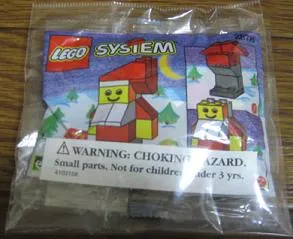 LEGO SYSTEM
WARNING: CHOKING HAZARD.
Small parts. Not for children under 3 yrs.